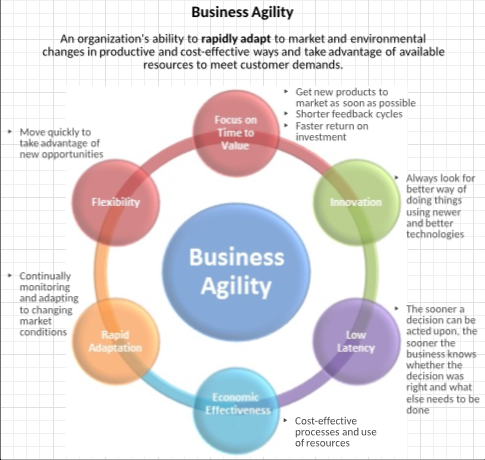 Business Agility
An organization's ability to rapidly adapt to market and environmental
changes in productive and cost-effective ways and take advantage of available
resources to meet customer demands.
Focus on
Time to
Value
Get new products to
market as soon as possible
Shorter feedback cycles
Faster return on
investment
Innovation
Always look for
better way of
doing things
using newer
and better
technologies
Low
Latency
The sooner a
decision can be
acted upon, the
sooner the
business knows
whether the
decision was
right and what
else needs to be
done
Economic
Effectiveness
Cost-effective
processes and use
of resources
Rapid
Adaptation
Continually
monitoring
and adapting
to changing
market
conditions
Flexibility
Move quickly to
take advantage of
new opportunities
Business
Agility